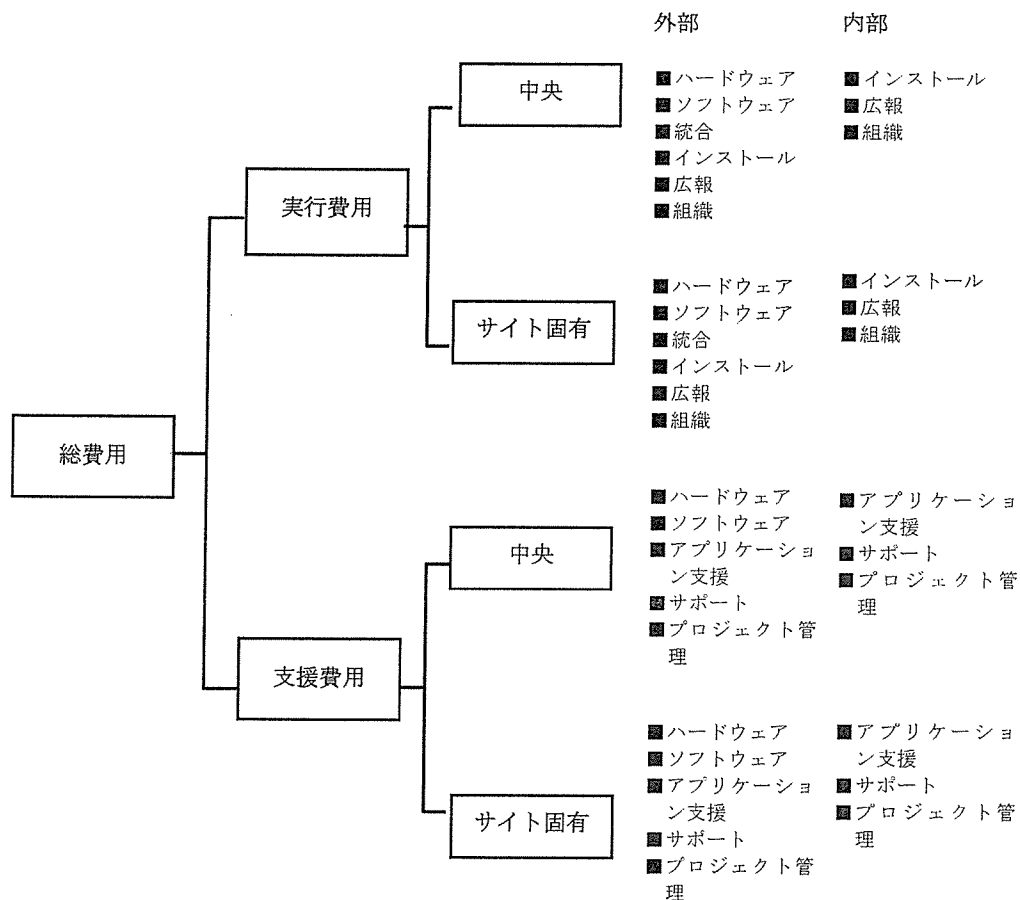 外部
内部
中央
■ハードウェア
■ソフトウェア
■統合
■インストール
■広報
■組織
■インストール
■広報
■組織
実行費用
サイト固有
■ハードウェア
■ソフトウェア
■統合
■インストール
■広報
■組織
■インストール
■広報
■組織
総費用
中央
■ハードウェア
■ソフトウェア
■アプリケーショ
ン支援
■サポート
■プロジェクト管
理
■アプリケーショ
ン支援
■サポート
■プロジェクト管
理
支援費用
サイト固有
■ハードウェア
■ソフトウェア
■アプリケーショ
ン支援
■サポート
■プロジェクト管
理
■アプリケーショ
ン支援
■サポート
■プロジェクト管
理